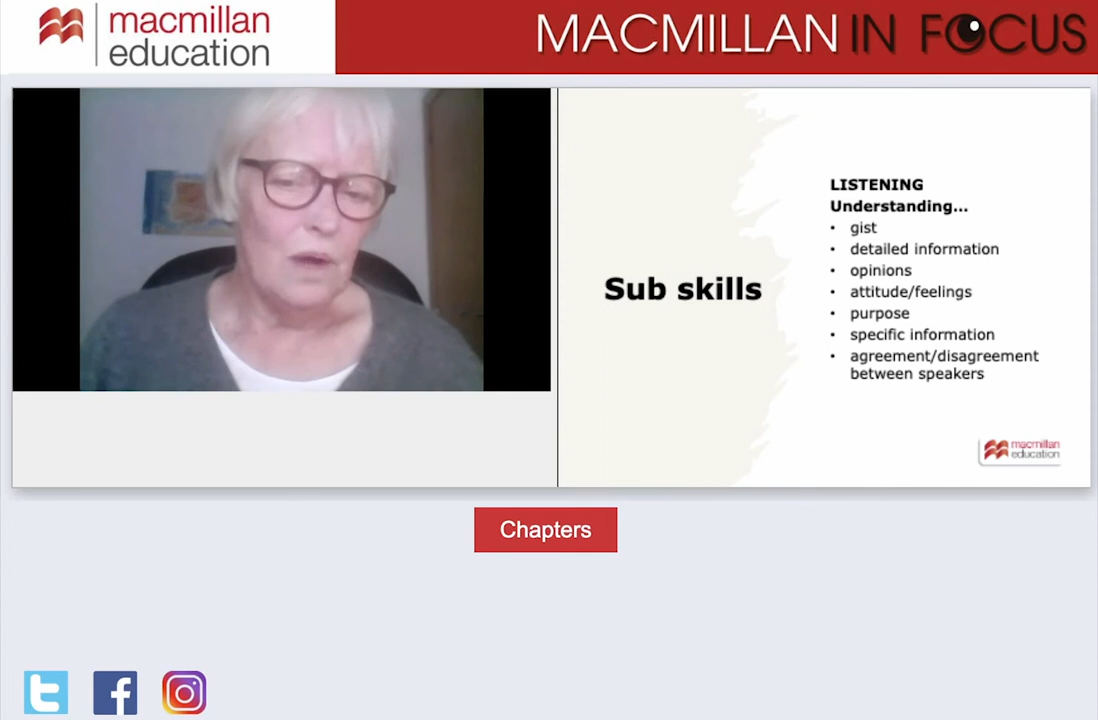 macmillan
education
MACMILLAN IN FOCUS
Sub skills
LISTENING
Understanding...
• gist
• detailed information
• opinions
• attitude/feelings
• purpose
• specific information
• agreement/disagreement
between speakers
macmillan
education
Chapters